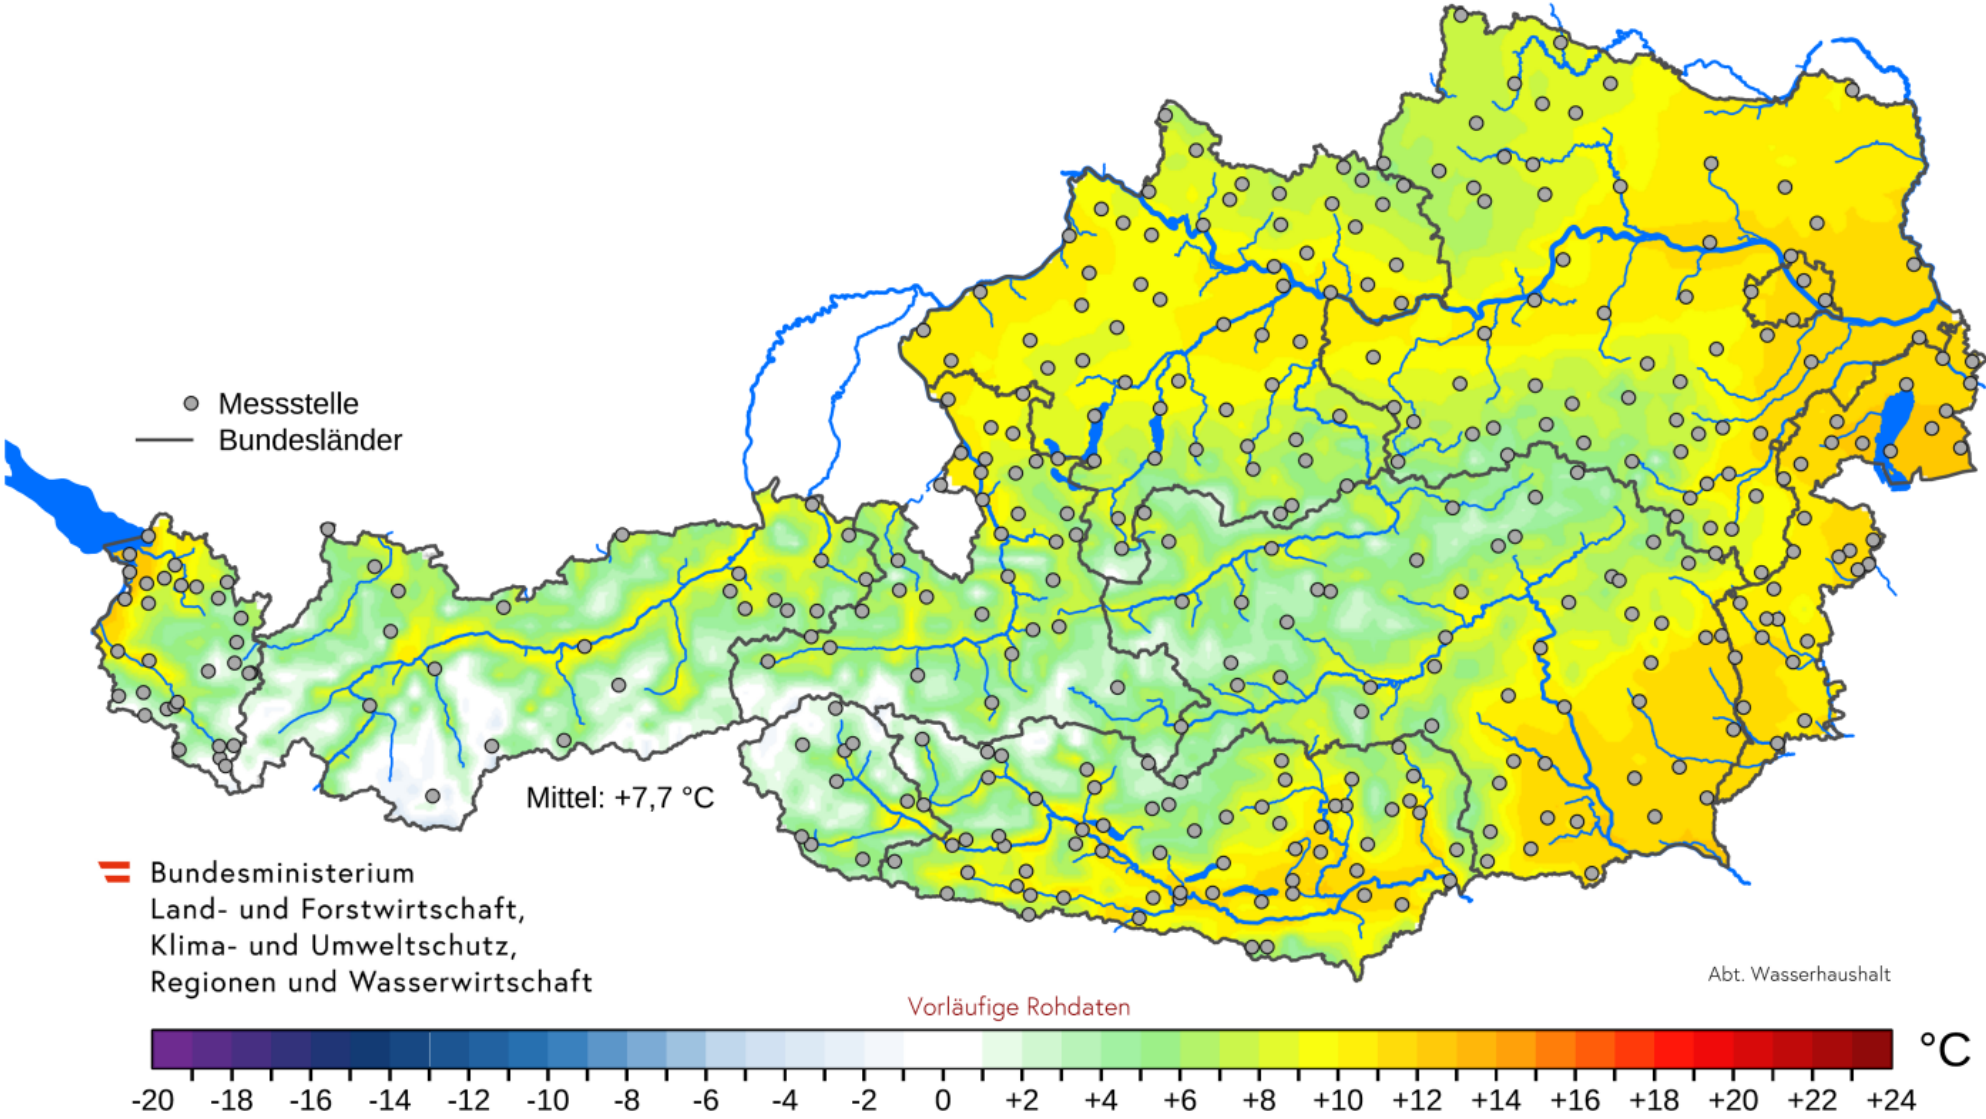 Messstelle
Bundesländer
Mittel: +7,7 °C
Bundesministerium
Land- und Forstwirtschaft,
Klima- und Umweltschutz,
Regionen und Wasserwirtschaft
Abt. Wasserhaushalt
Vorläufige Rohdaten
°C
-20 -18 -16 -14 -12 -10 -8 -6 -4 -2 0 +2 +4 +6 +8 +10 +12 +14 +16 +18 +20 +22 +24